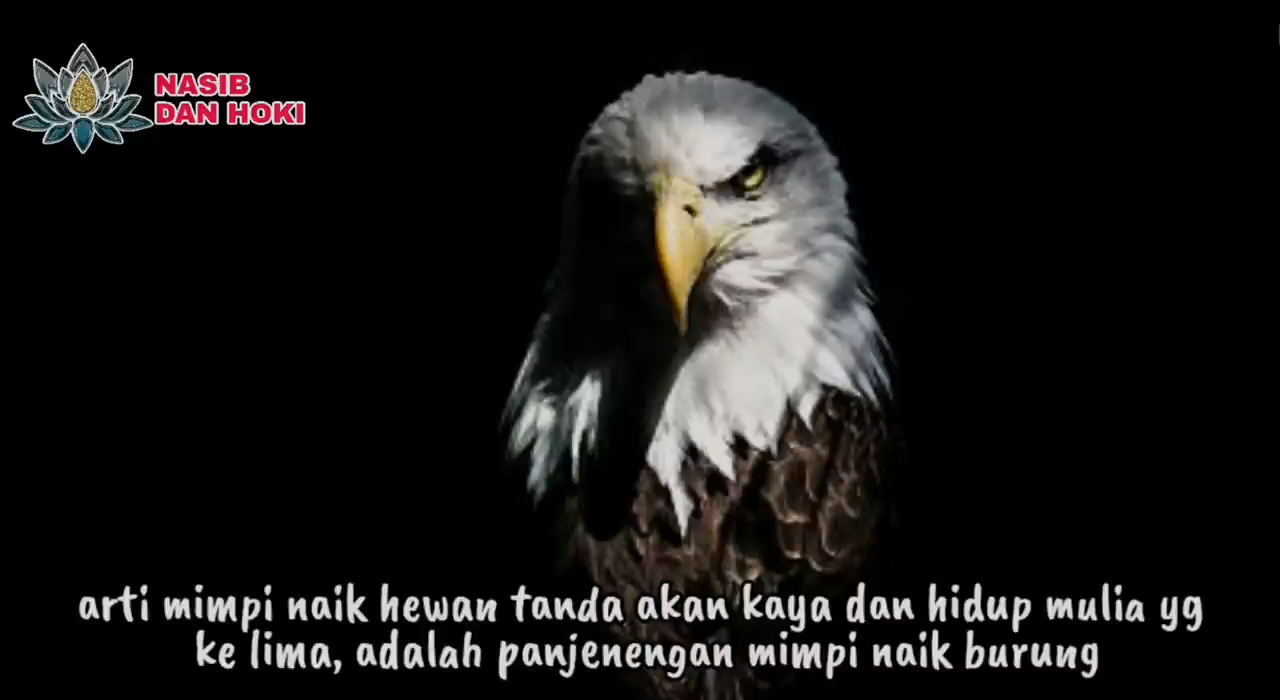 NASIB
DAN HOKI
arti mimpi naik hewan tanda akan kaya dan hidup mulia yg
ke lima, adalah panjenengan mimpi naik burung